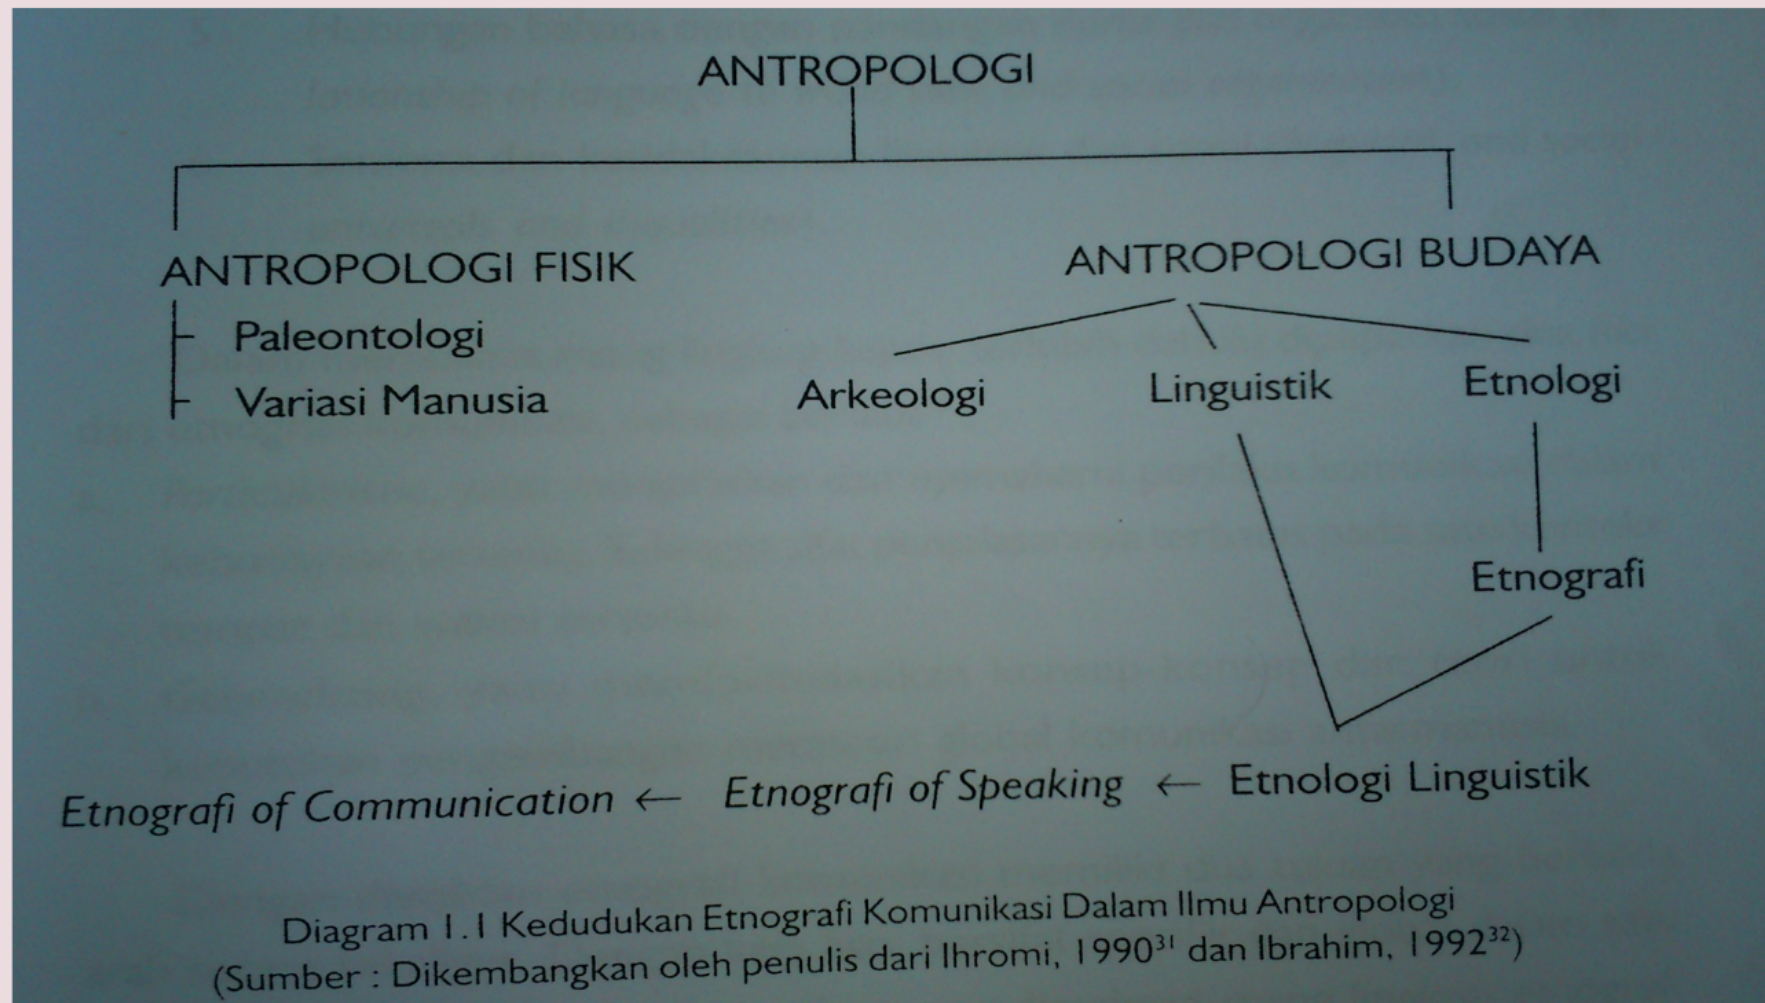 ANTROPOLOGI
ANTROPOLOGI FISIK
ANTROPOLOGI BUDAYA
Paleontologi
Variasi Manusia
Arkeologi
Linguistik
Etnologi
Etnografi
Etnografi of Communication ← Etnografi of Speaking ← Etnologi Linguistik
Diagram 1.1 Kedudukan Etnografi Komunikasi Dalam Ilmu Antropologi
(Sumber : Dikembangkan oleh penulis dari Ihromi, 1990³¹ dan Ibrahim, 1992³²)